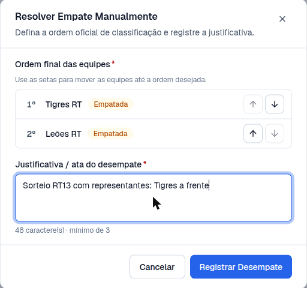 Resolver Empate Manualmente
Defina a ordem oficial de classificação e registre a justificativa.
Ordem final das equipes *
Use as setas para mover as equipes até a ordem desejada.
1º Tigres RT Empatada
2º Leões RT Empatada
Justificativa / ata do desempate *
Sorteio RT13 com representantes: Tigres a frente
48 caractere(s) · mínimo de 3
Cancelar Registrar Desempate